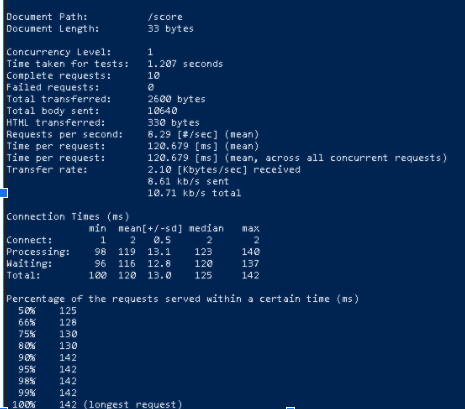 Document Path:          /score
Document Length:        33 bytes
Concurrency Level:      1
Time taken for tests:   1.207 seconds
Complete requests:      10
Failed requests:        0
Total transferred:      2600 bytes
Total body sent:        10640
HTML transferred:       330 bytes
Requests per second:    8.29 [#/sec] (mean)
Time per request:       120.679 [ms] (mean)
Time per request:       120.679 [ms] (mean, across all concurrent requests)
Transfer rate:          2.10 [Kbytes/sec] received
                        8.61 kb/s sent
                        10.71 kb/s total
Connection Times (ms)
              min  mean[+/-sd] median   max
Connect:        1    2   0.5      2       2
Processing:    98  119  13.1    123     140
Waiting:       96  116  12.8    120     137
Total:        100  120  13.0    125     142
Percentage of the requests served within a certain time (ms)
  50%    125
  66%    128
  75%    130
  80%    130
  90%    142
  95%    142
  98%    142
  99%    142
 100%    142 (longest request)